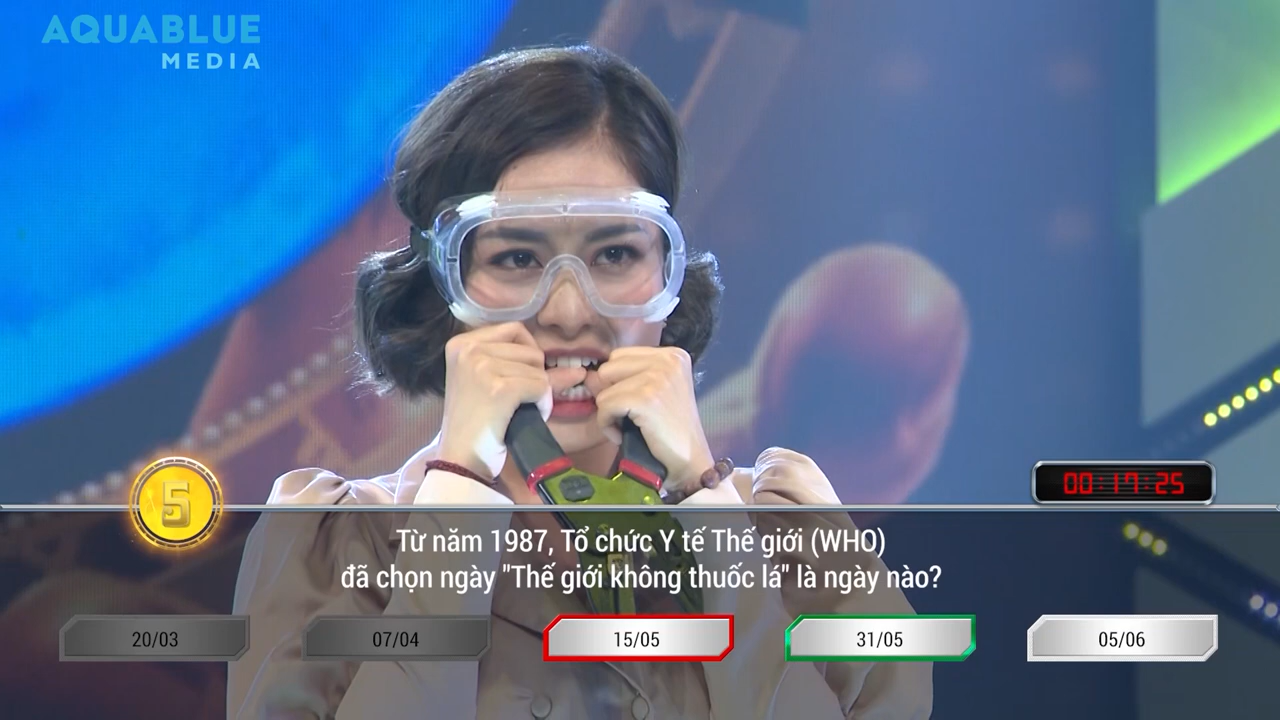 AQUABLUE
MEDIA
5
00:17:25
Từ năm 1987, Tổ chức Y tế Thế giới (WHO)
đã chọn ngày "Thế giới không thuốc lá" là ngày nào?
20/03
07/04
15/05
31/05
05/06